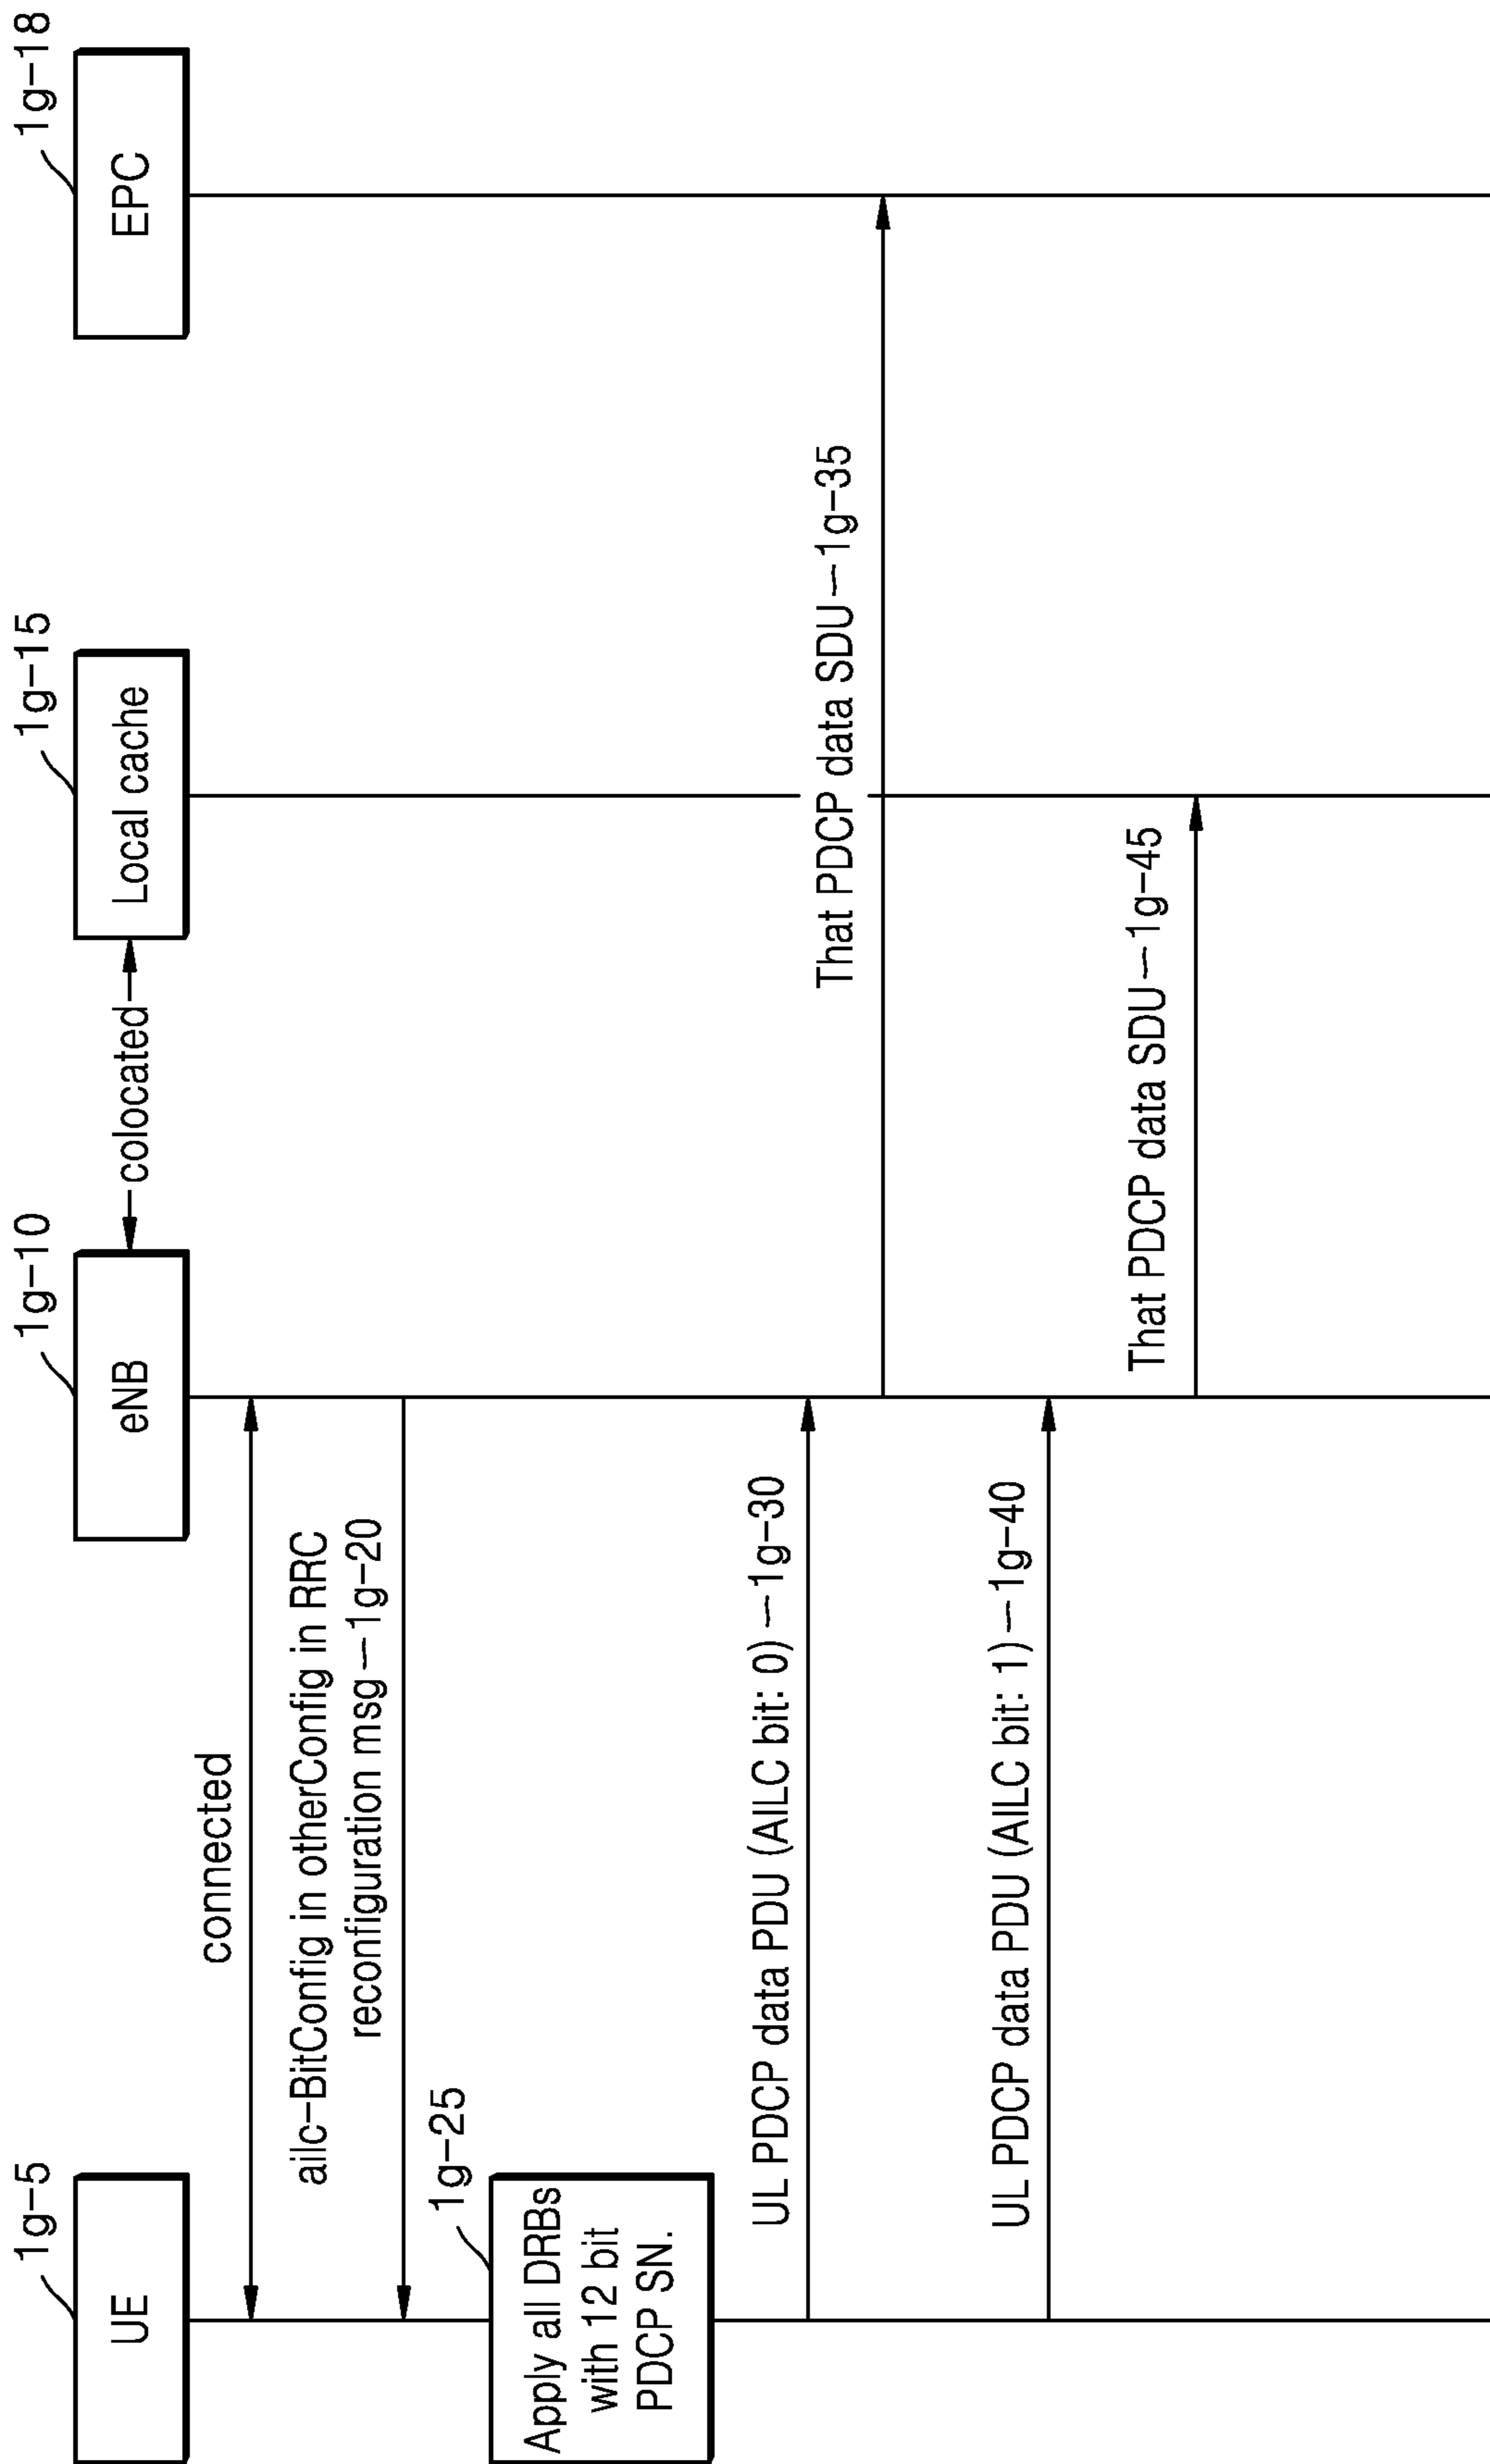 1g-5
UE
1g-10
eNB
colocated
1g-15
Local cache
1g-18
EPC
connected
ailc-BitConfig in otherConfig in RRC
reconfiguration msg 1g-20
1g-25
Apply all DRBs
with 12 bit
PDCP SN.
UL PDCP data PDU (AILC bit: 0) 1g-30
That PDCP data SDU 1g-35
UL PDCP data PDU (AILC bit: 1) 1g-40
That PDCP data SDU 1g-45